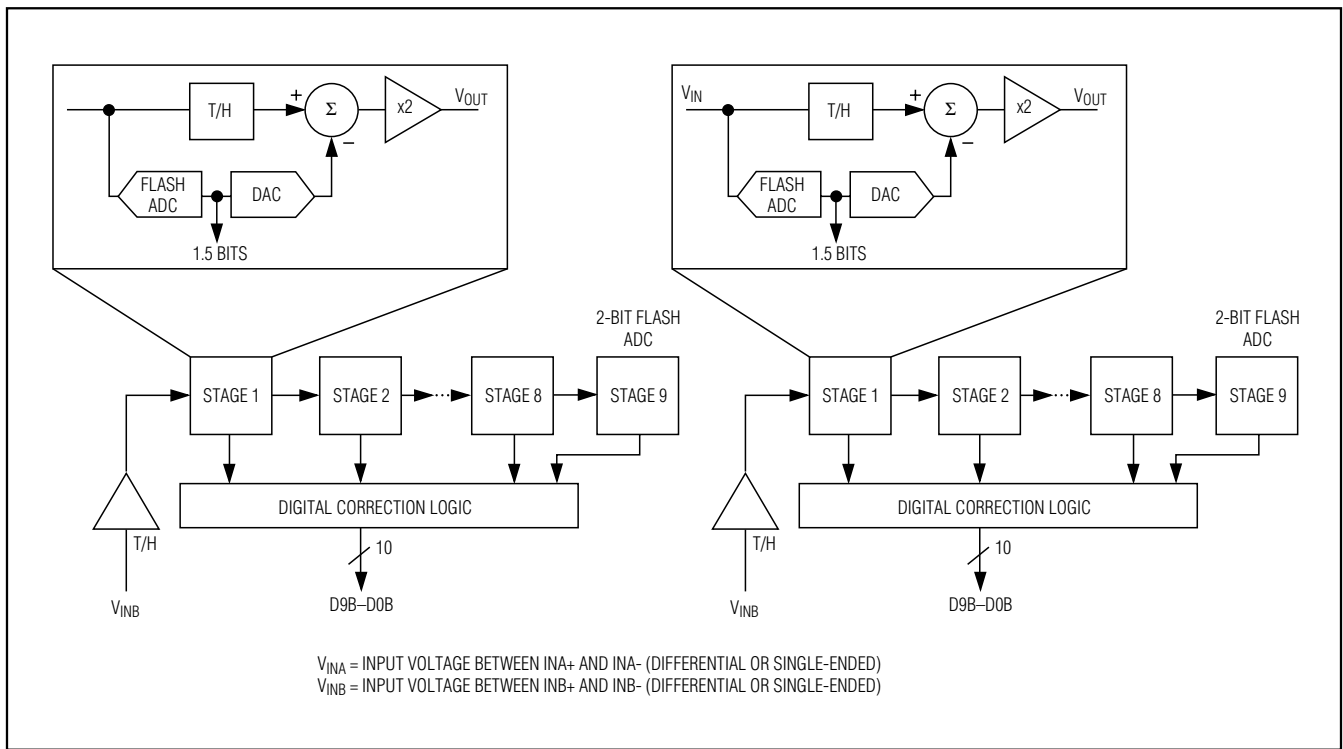 T/H
+
Σ
−
x2
VOUT
FLASH
ADC
DAC
1.5 BITS
VIN
T/H
+
Σ
−
x2
VOUT
FLASH
ADC
DAC
1.5 BITS
2-BIT FLASH
ADC
STAGE 1
STAGE 2
STAGE 8
STAGE 9
DIGITAL CORRECTION LOGIC
T/H
10
VINB
D9B–D0B
2-BIT FLASH
ADC
STAGE 1
STAGE 2
STAGE 8
STAGE 9
DIGITAL CORRECTION LOGIC
T/H
10
VINB
D9B–D0B
VINA = INPUT VOLTAGE BETWEEN INA+ AND INA- (DIFFERENTIAL OR SINGLE-ENDED)
VINB = INPUT VOLTAGE BETWEEN INB+ AND INB- (DIFFERENTIAL OR SINGLE-ENDED)